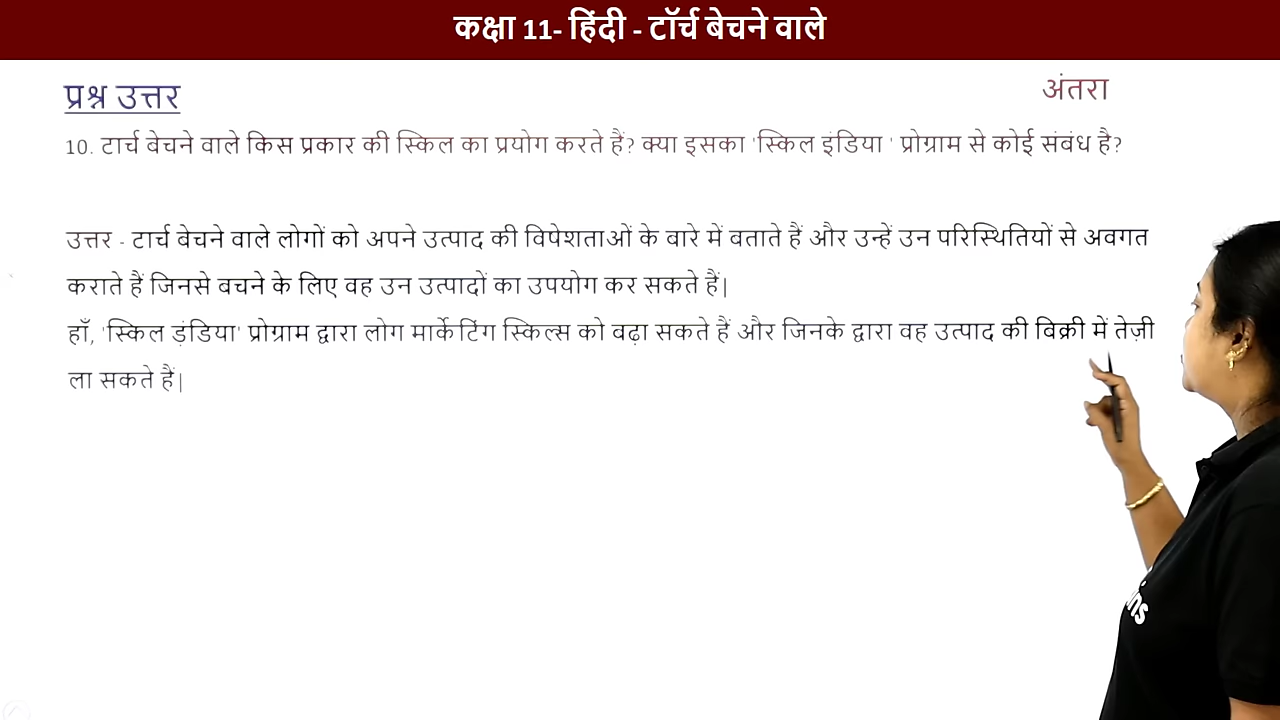 कक्षा 11- हिंदी - टॉर्च बेचने वाले
प्रश्न उत्तर
अंतरा
10. टार्च बेचने वाले किस प्रकार की स्किल का प्रयोग करते हैं? क्या इसका 'स्किल इंडिया ' प्रोग्राम से कोई संबंध है?
उत्तर - टार्च बेचने वाले लोगों को अपने उत्पाद की विपेशताओं के बारे में बताते हैं और उन्हें उन परिस्थितियों से अवगत
कराते हैं जिनसे बचने के लिए वह उन उत्पादों का उपयोग कर सकते हैं|
हाँ, 'स्किल ड़ंडिया' प्रोग्राम द्वारा लोग मार्केटिंग स्किल्स को बढ़ा सकते हैं और जिनके द्वारा वह उत्पाद की विक्री में तेज़ी
ला सकते हैं|
ns